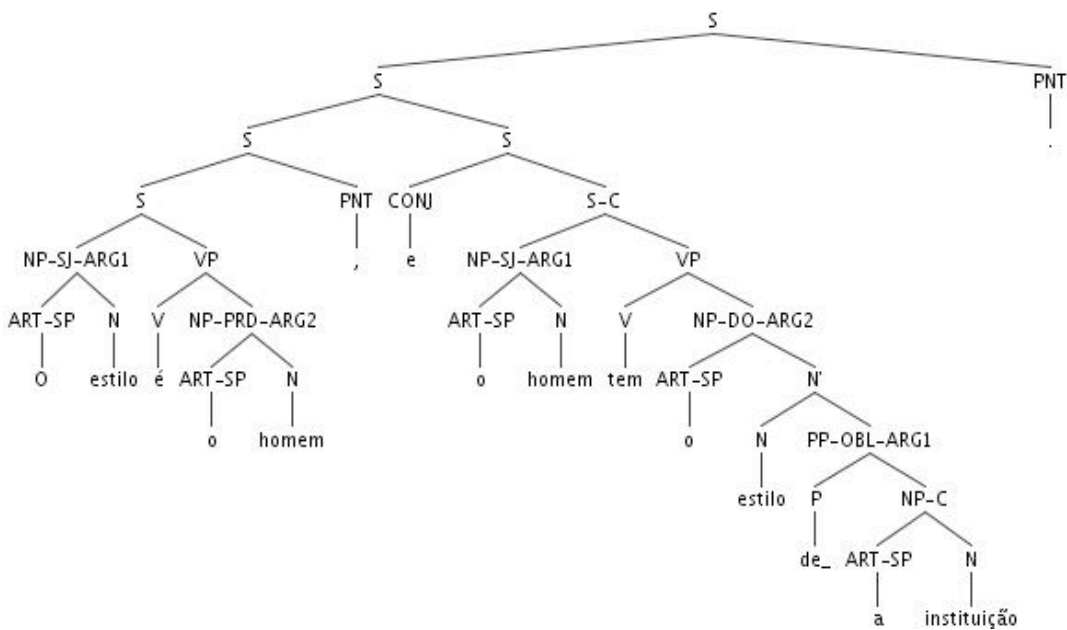 S
S PNT
S S .
S PNT CONJ S-C
NP-SJ-ARG1 VP , e NP-SJ-ARG1 VP
ART-SP N V NP-PRD-ARG2 ART-SP N V NP-DO-ARG2
O estilo é ART-SP N o homem tem ART-SP N'
o homem o N PP-OBL-ARG1
estilo P NP-C
de_ ART-SP N
a instituição